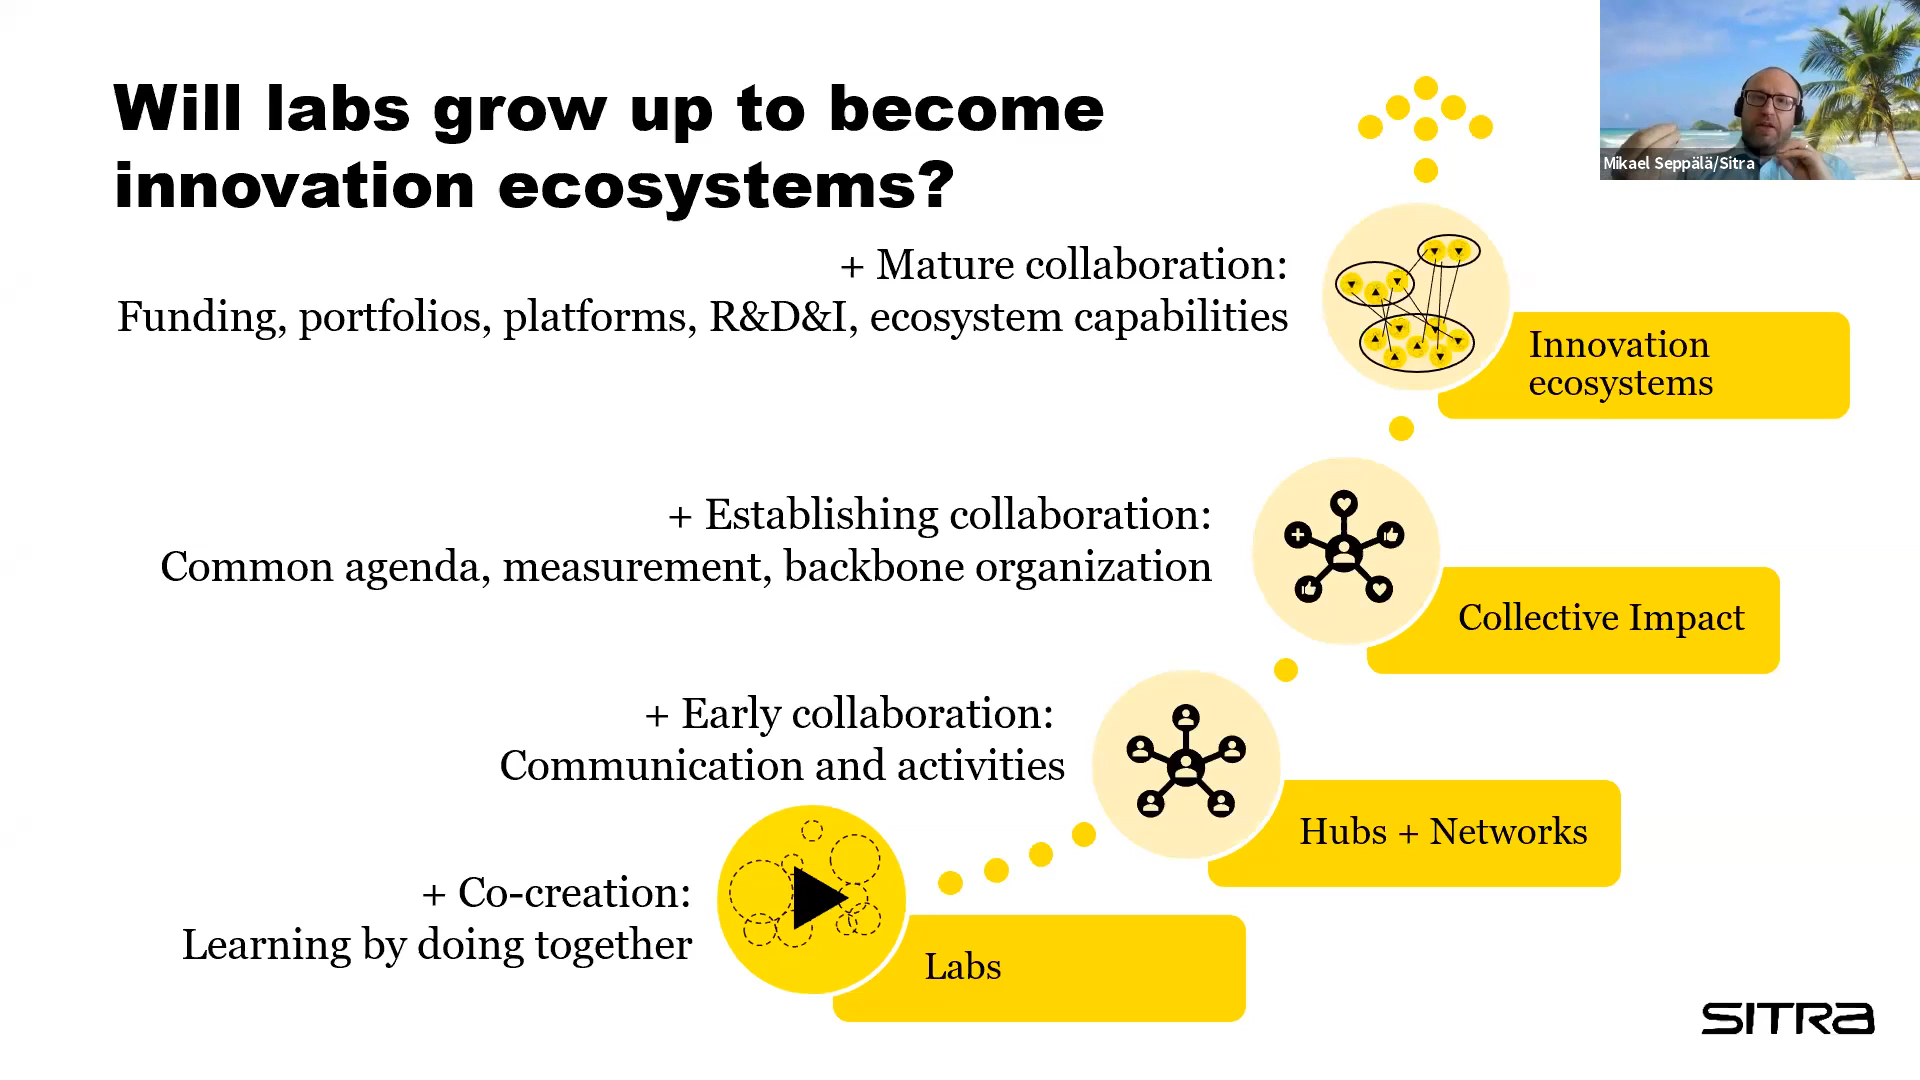 Will labs grow up to become
innovation ecosystems?
Mikael Seppälä/Sitra
+ Mature collaboration:
Funding, portfolios, platforms, R&D&I, ecosystem capabilities
Innovation
ecosystems
+ Establishing collaboration:
Common agenda, measurement, backbone organization
Collective Impact
+ Early collaboration:
Communication and activities
Hubs + Networks
+ Co-creation:
Learning by doing together
Labs
SITRA